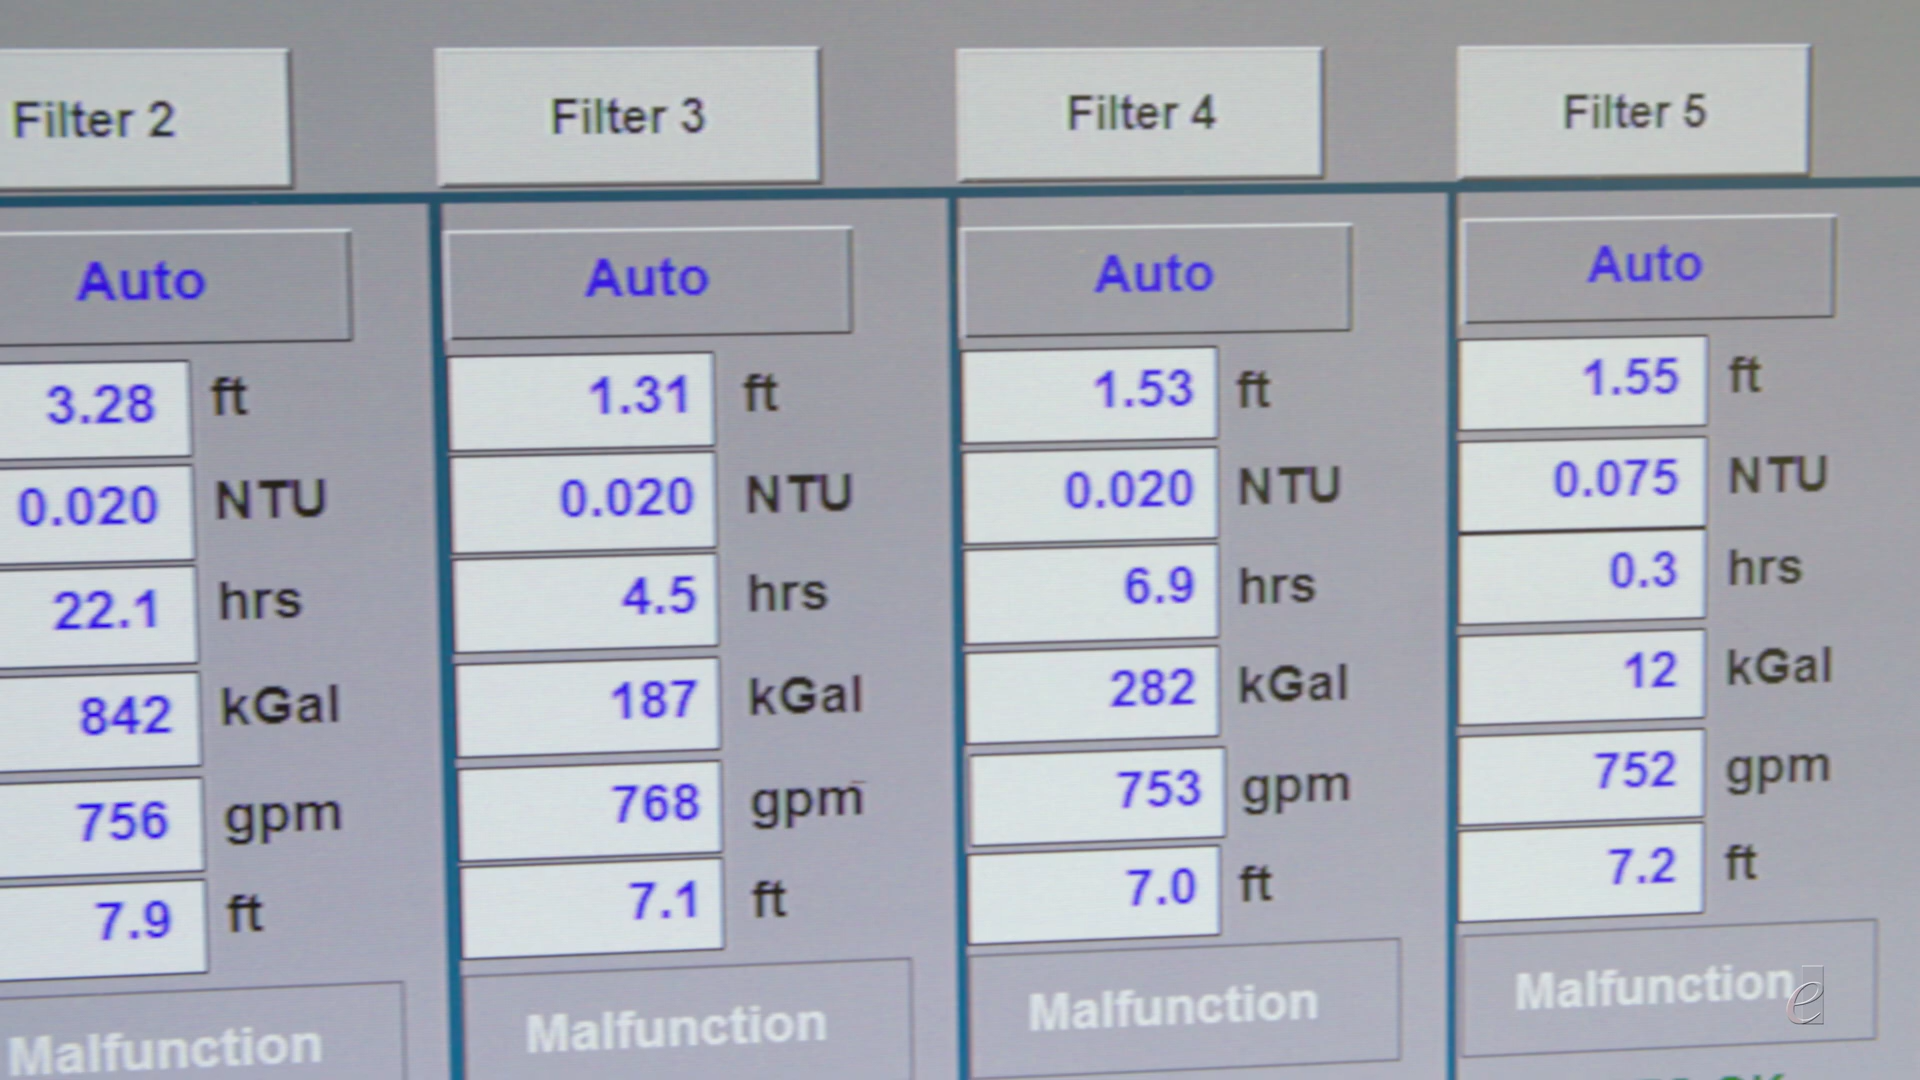 Filter 2 Filter 3 Filter 4 Filter 5
Auto Auto Auto Auto
3.28 ft 1.31 ft 1.53 ft 1.55 ft
0.020 NTU 0.020 NTU 0.020 NTU 0.075 NTU
22.1 hrs 4.5 hrs 6.9 hrs 0.3 hrs
842 kGal 187 kGal 282 kGal 12 kGal
756 gpm 768 gpm 753 gpm 752 gpm
7.9 ft 7.1 ft 7.0 ft 7.2 ft
Malfunction Malfunction Malfunction Malfunction
e